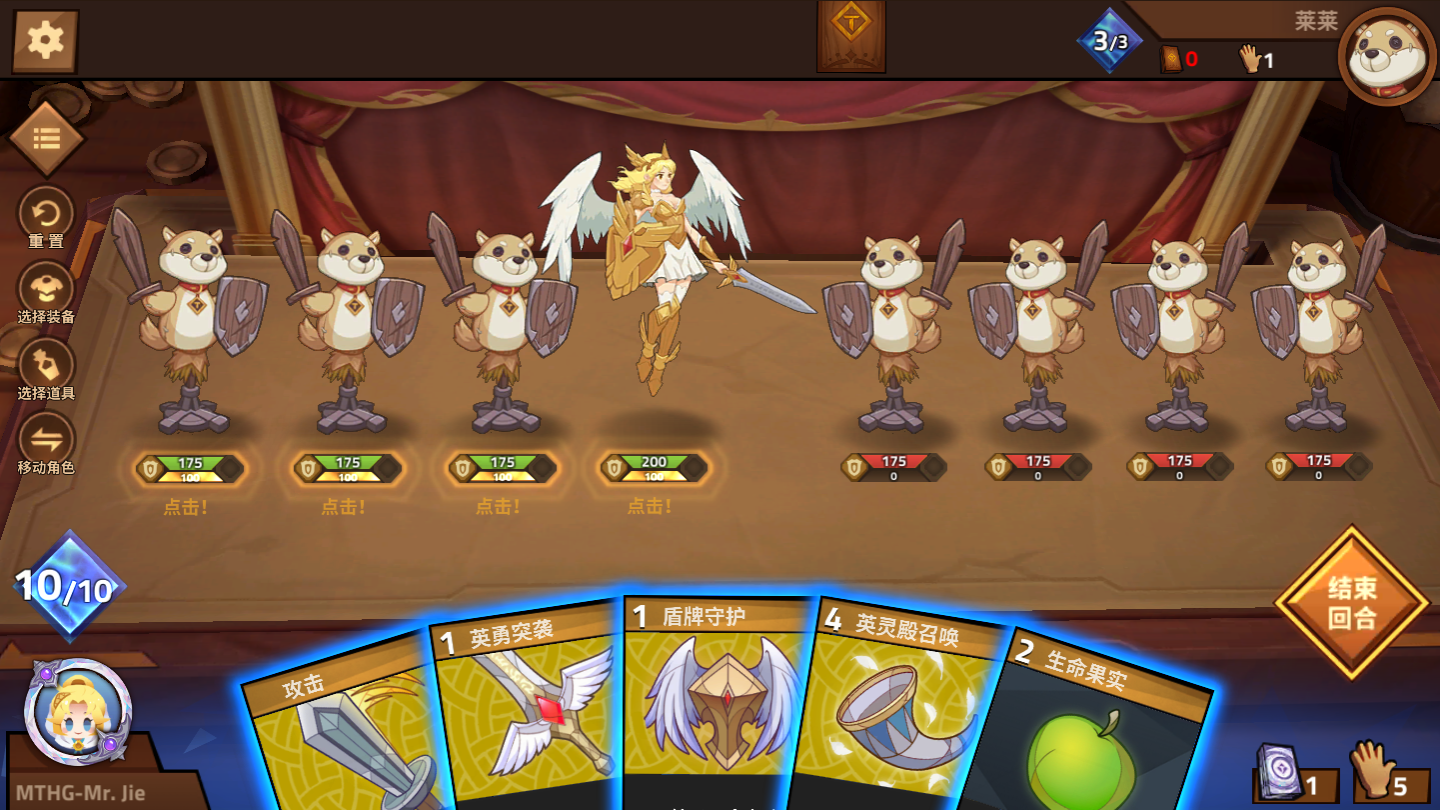 莱莱
3/3
0
1
重置
选择装备
选择道具
移动角色
175
100
175
100
175
100
200
100
175
0
175
0
175
0
175
0
点击!
点击!
点击!
点击!
10/10
结束
回合
攻击
1 英勇突袭
1 盾牌守护
4 英灵殿召唤
2 生命果实
MTHG-Mr. Jie
1
5